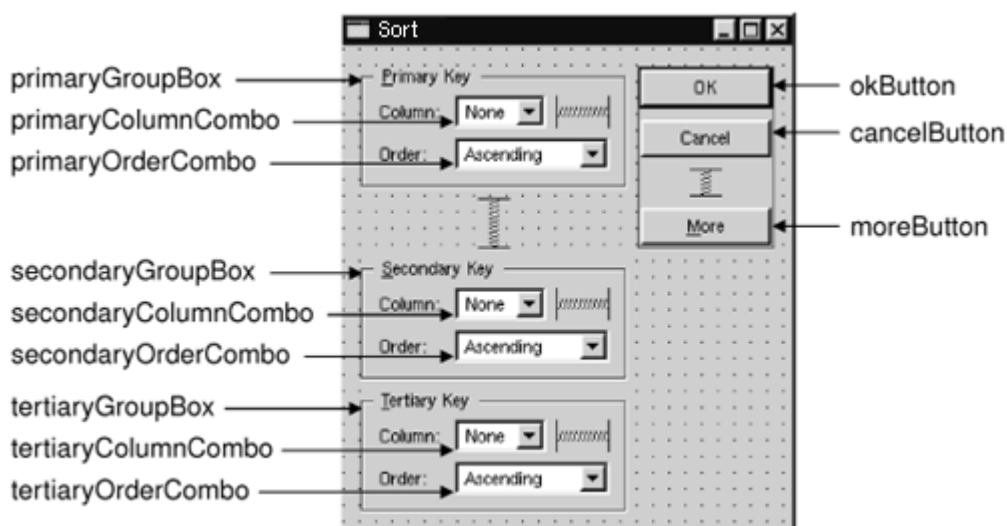 Sort
primaryGroupBox
Primary Key
OK
okButton
primaryColumnCombo
Column:
None
cancelButton
Cancel
primaryOrderCombo
Order:
Ascending
More
moreButton
secondaryGroupBox
Secondary Key
secondaryColumnCombo
Column:
None
secondaryOrderCombo
Order:
Ascending
tertiaryGroupBox
Tertiary Key
tertiaryColumnCombo
Column:
None
tertiaryOrderCombo
Order:
Ascending